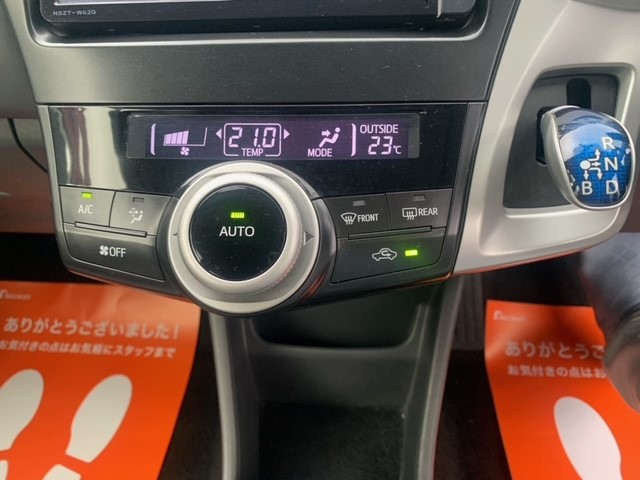 NSZT-W62G
21.0
TEMP
MODE
OUTSIDE
23℃
A/C
OFF
AUTO
FRONT
REAR
R
N
B D
ありがとうございました!
お気付きの点はお気軽にスタッフまで
ありがとうござい
お気付きの点は